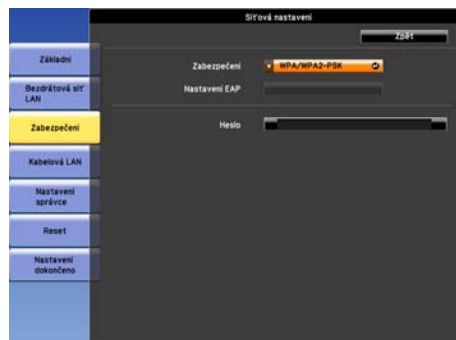 Síťová nastavení
Zpět
Základní
Bezdrátová síť
LAN
Zabezpečení
Kabelová LAN
Nastavení
správce
Reset
Nastavení
dokončeno
Zabezpečení
WPA/WPA2-PSK
Nastavení EAP
Heslo